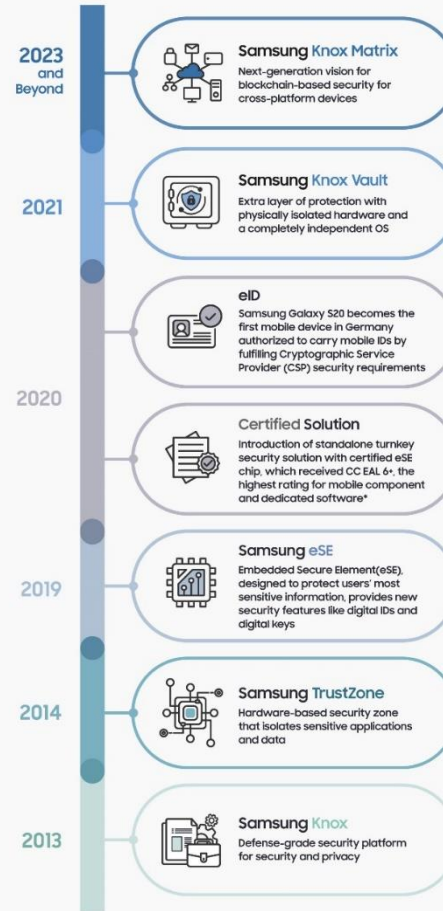 2023
and
Beyond
Samsung Knox Matrix
Next-generation vision for
blockchain-based security for
cross-platform devices
2021
Samsung Knox Vault
Extra layer of protection with
physically isolated hardware and
a completely independent OS
2020
eID
Samsung Galaxy S20 becomes the
first mobile device in Germany
authorized to carry mobile IDs by
fulfilling Cryptographic Service
Provider (CSP) security requirements
Certified Solution
Introduction of standalone turnkey
security solution with certified eSE
chip, which received CC EAL 6+, the
highest rating for mobile component
and dedicated software*
2019
Samsung eSE
Embedded Secure Element(eSE),
designed to protect users' most
sensitive information, provides new
security features like digital IDs and
digital keys
2014
Samsung TrustZone
Hardware-based security zone
that isolates sensitive applications
and data
2013
Samsung Knox
Defense-grade security platform
for security and privacy